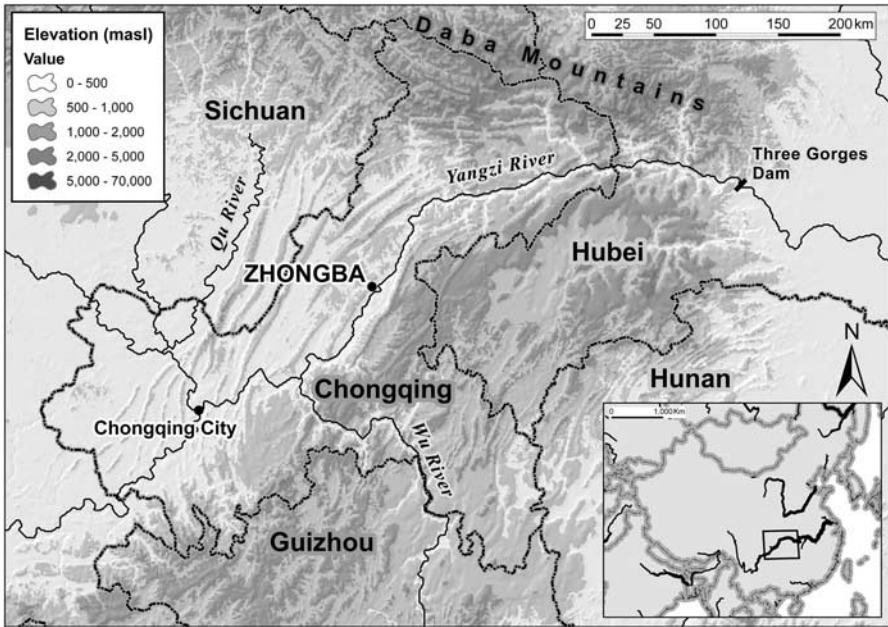 Elevation (masl)
Value
0 - 500
500 - 1,000
1,000 - 2,000
2,000 - 5,000
5,000 - 70,000
0 25 50 100 150 200 km
Daba Mountains
Sichuan
Yangzi River
Three Gorges
Dam
Qu River
Hubei
ZHONGBA
N
Chongqing
Hunan
Chongqing City
Wu River
Guizhou
0 1,000 Km